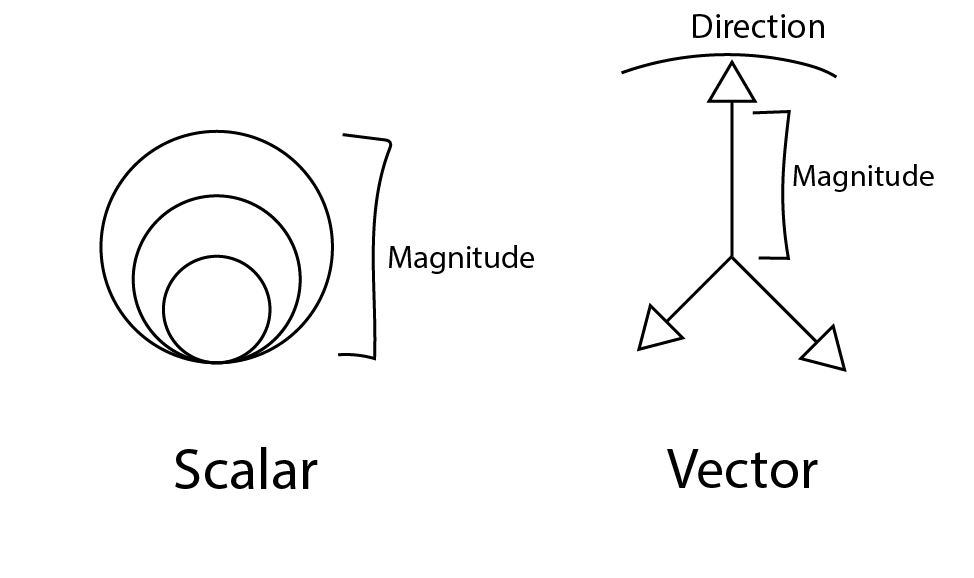 Direction
Magnitude
Magnitude
Scalar
Vector